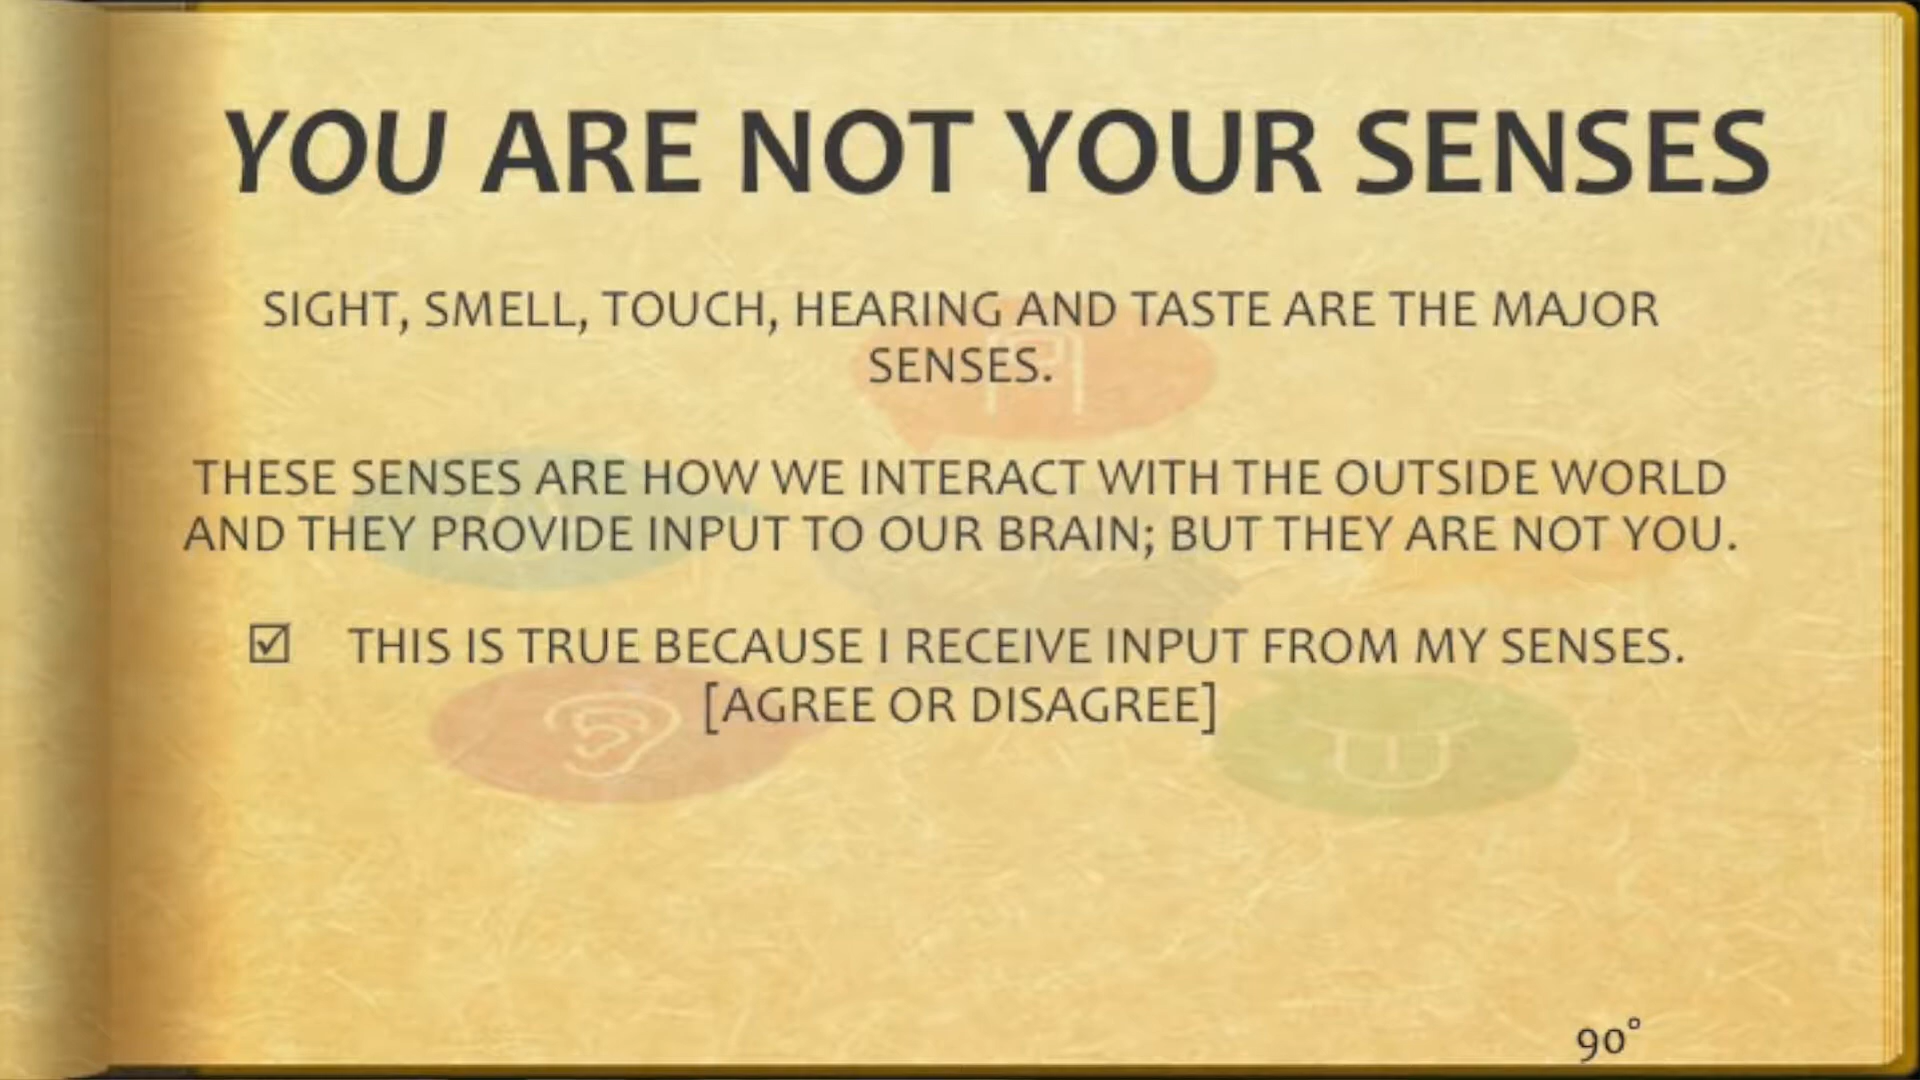 YOU ARE NOT YOUR SENSES
SIGHT, SMELL, TOUCH, HEARING AND TASTE ARE THE MAJOR
SENSES.
THESE SENSES ARE HOW WE INTERACT WITH THE OUTSIDE WORLD
AND THEY PROVIDE INPUT TO OUR BRAIN; BUT THEY ARE NOT YOU.
☑ THIS IS TRUE BECAUSE I RECEIVE INPUT FROM MY SENSES.
[AGREE OR DISAGREE]
90°